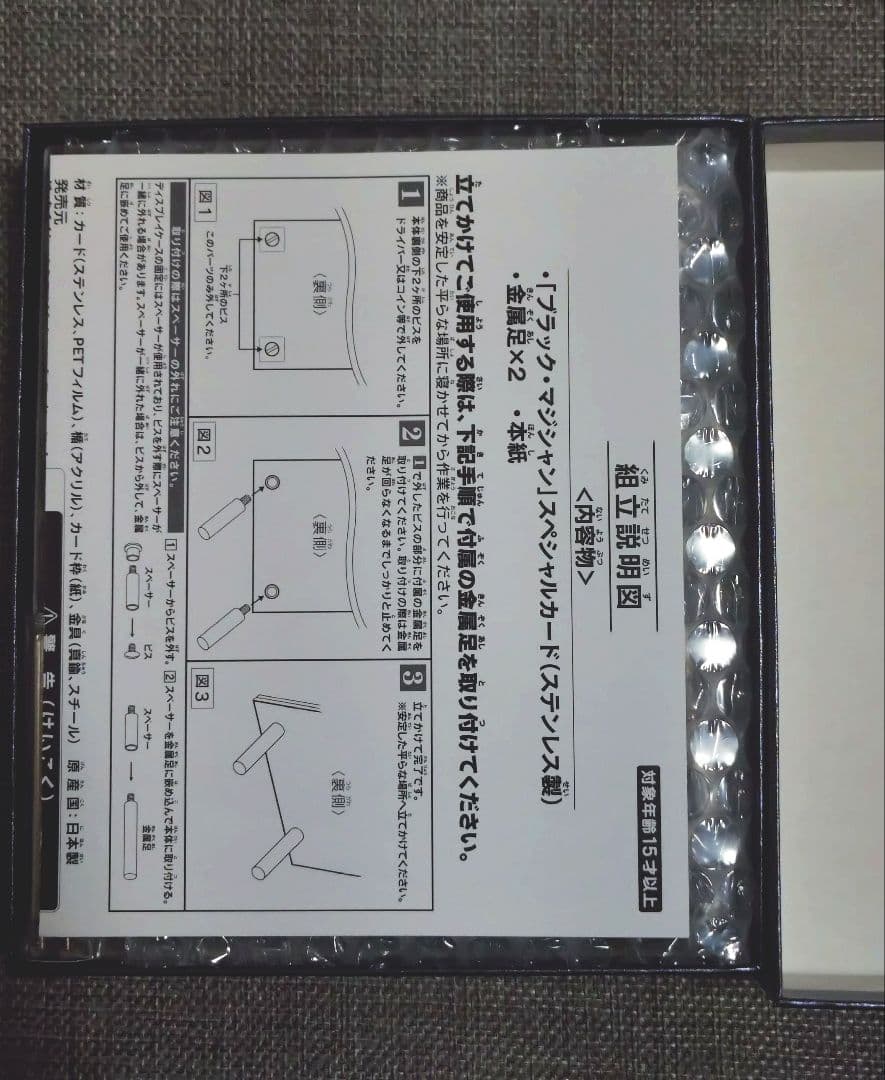 組立説明図
対象年齢15才以上
<内容物>
・「ブラック・マジシャン」スペシャルカード(ステンレス製)
・金属足×2 ・本紙
立てかけてご使用する際は、下記手順で付属の金属足を取り付けてください。
※商品を安定した平らな場所に寝かせてから作業を行ってください。
1 本体裏側の下2ヶ所のビスを
ドライバー又はコイン等で外してください。
〈裏側〉
下2ヶ所のビス
このパーツのみ外してください。
図1
2 1で外したビスの部分に付属の金属足を
取り付けてください。取り付けの際は金属
足が回らなくなるまでしっかりと止めてく
ださい。
〈裏側〉
図2
3 立てかけて完了です。
※安定した平らな場所へ立てかけてください。
〈裏側〉
図3
取り付けの際はスペーサーの外れにご注意ください。
ディスプレイケースの固定にはスペーサーが使用されており、ビスを外す際にスペーサーが
一緒に外れる場合があります。スペーサーが一緒に外れた場合は、ビスから外して、金属
足に嵌めてご使用ください。
1 スペーサーからビスを外す。
スペーサー
ビス
2 スペーサーを金属足に嵌め込んで本体に取り付ける。
スペーサー
金属足
材質:カード(ステンレス、PETフィルム)、楯(アクリル)、カード枠(紙)、金具(真鍮、スチール) 原産国:日本製
発売元
警告(けいこく)